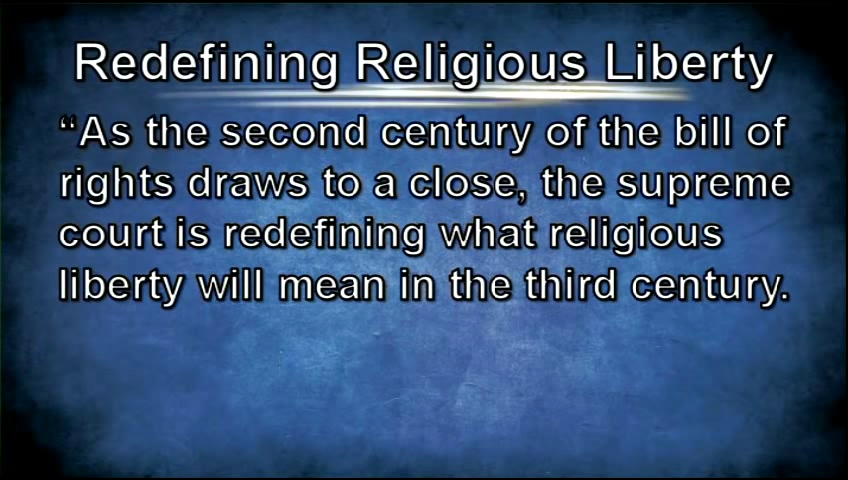 Redefining Religious Liberty
“As the second century of the bill of
rights draws to a close, the supreme
court is redefining what religious
liberty will mean in the third century.